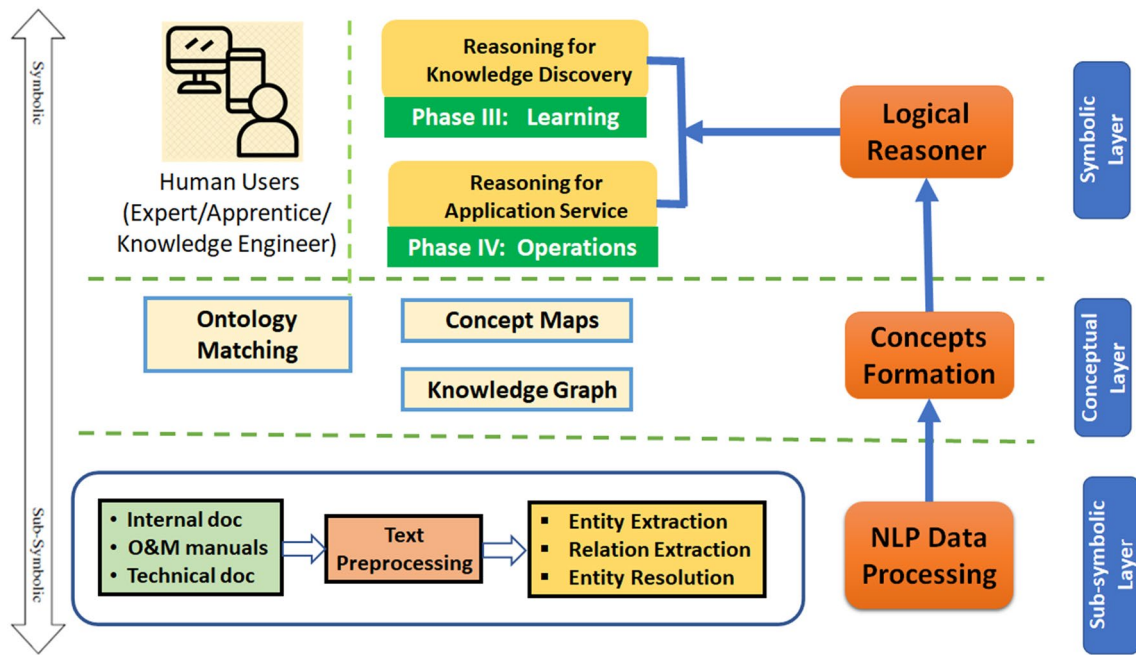 Symbolic
Sub-Symbolic
Human Users
(Expert/Apprentice/
Knowledge Engineer)
Reasoning for
Knowledge Discovery
Phase III: Learning
Reasoning for
Application Service
Phase IV: Operations
Logical
Reasoner
Symbolic
Layer
Ontology
Matching
Concept Maps
Knowledge Graph
Concepts
Formation
Conceptual
Layer
• Internal doc
• O&M manuals
• Technical doc
Text
Preprocessing
▪ Entity Extraction
▪ Relation Extraction
▪ Entity Resolution
NLP Data
Processing
Sub-symbolic
Layer